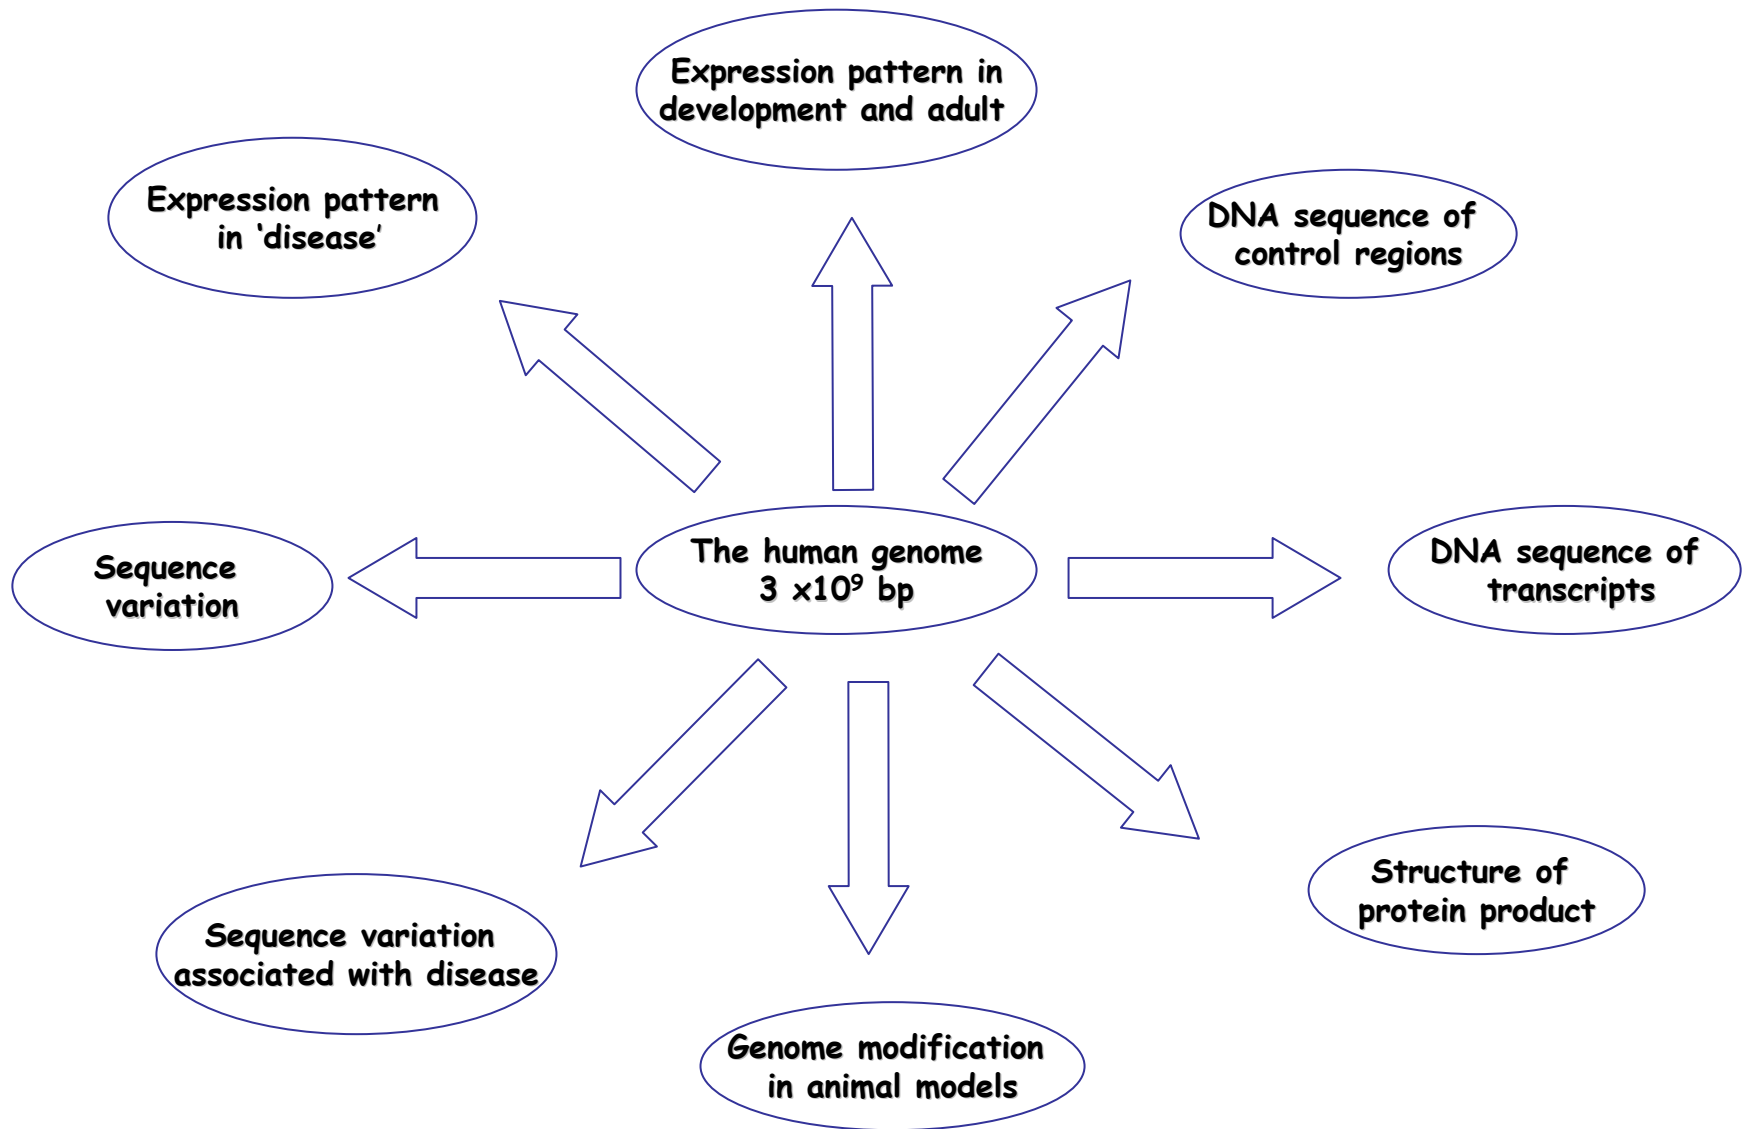 Expression pattern in
development and adult
Expression pattern
in ‘disease’
DNA sequence of
control regions
The human genome
3 x10⁹ bp
Sequence
variation
DNA sequence of
transcripts
Structure of
protein product
Sequence variation
associated with disease
Genome modification
in animal models